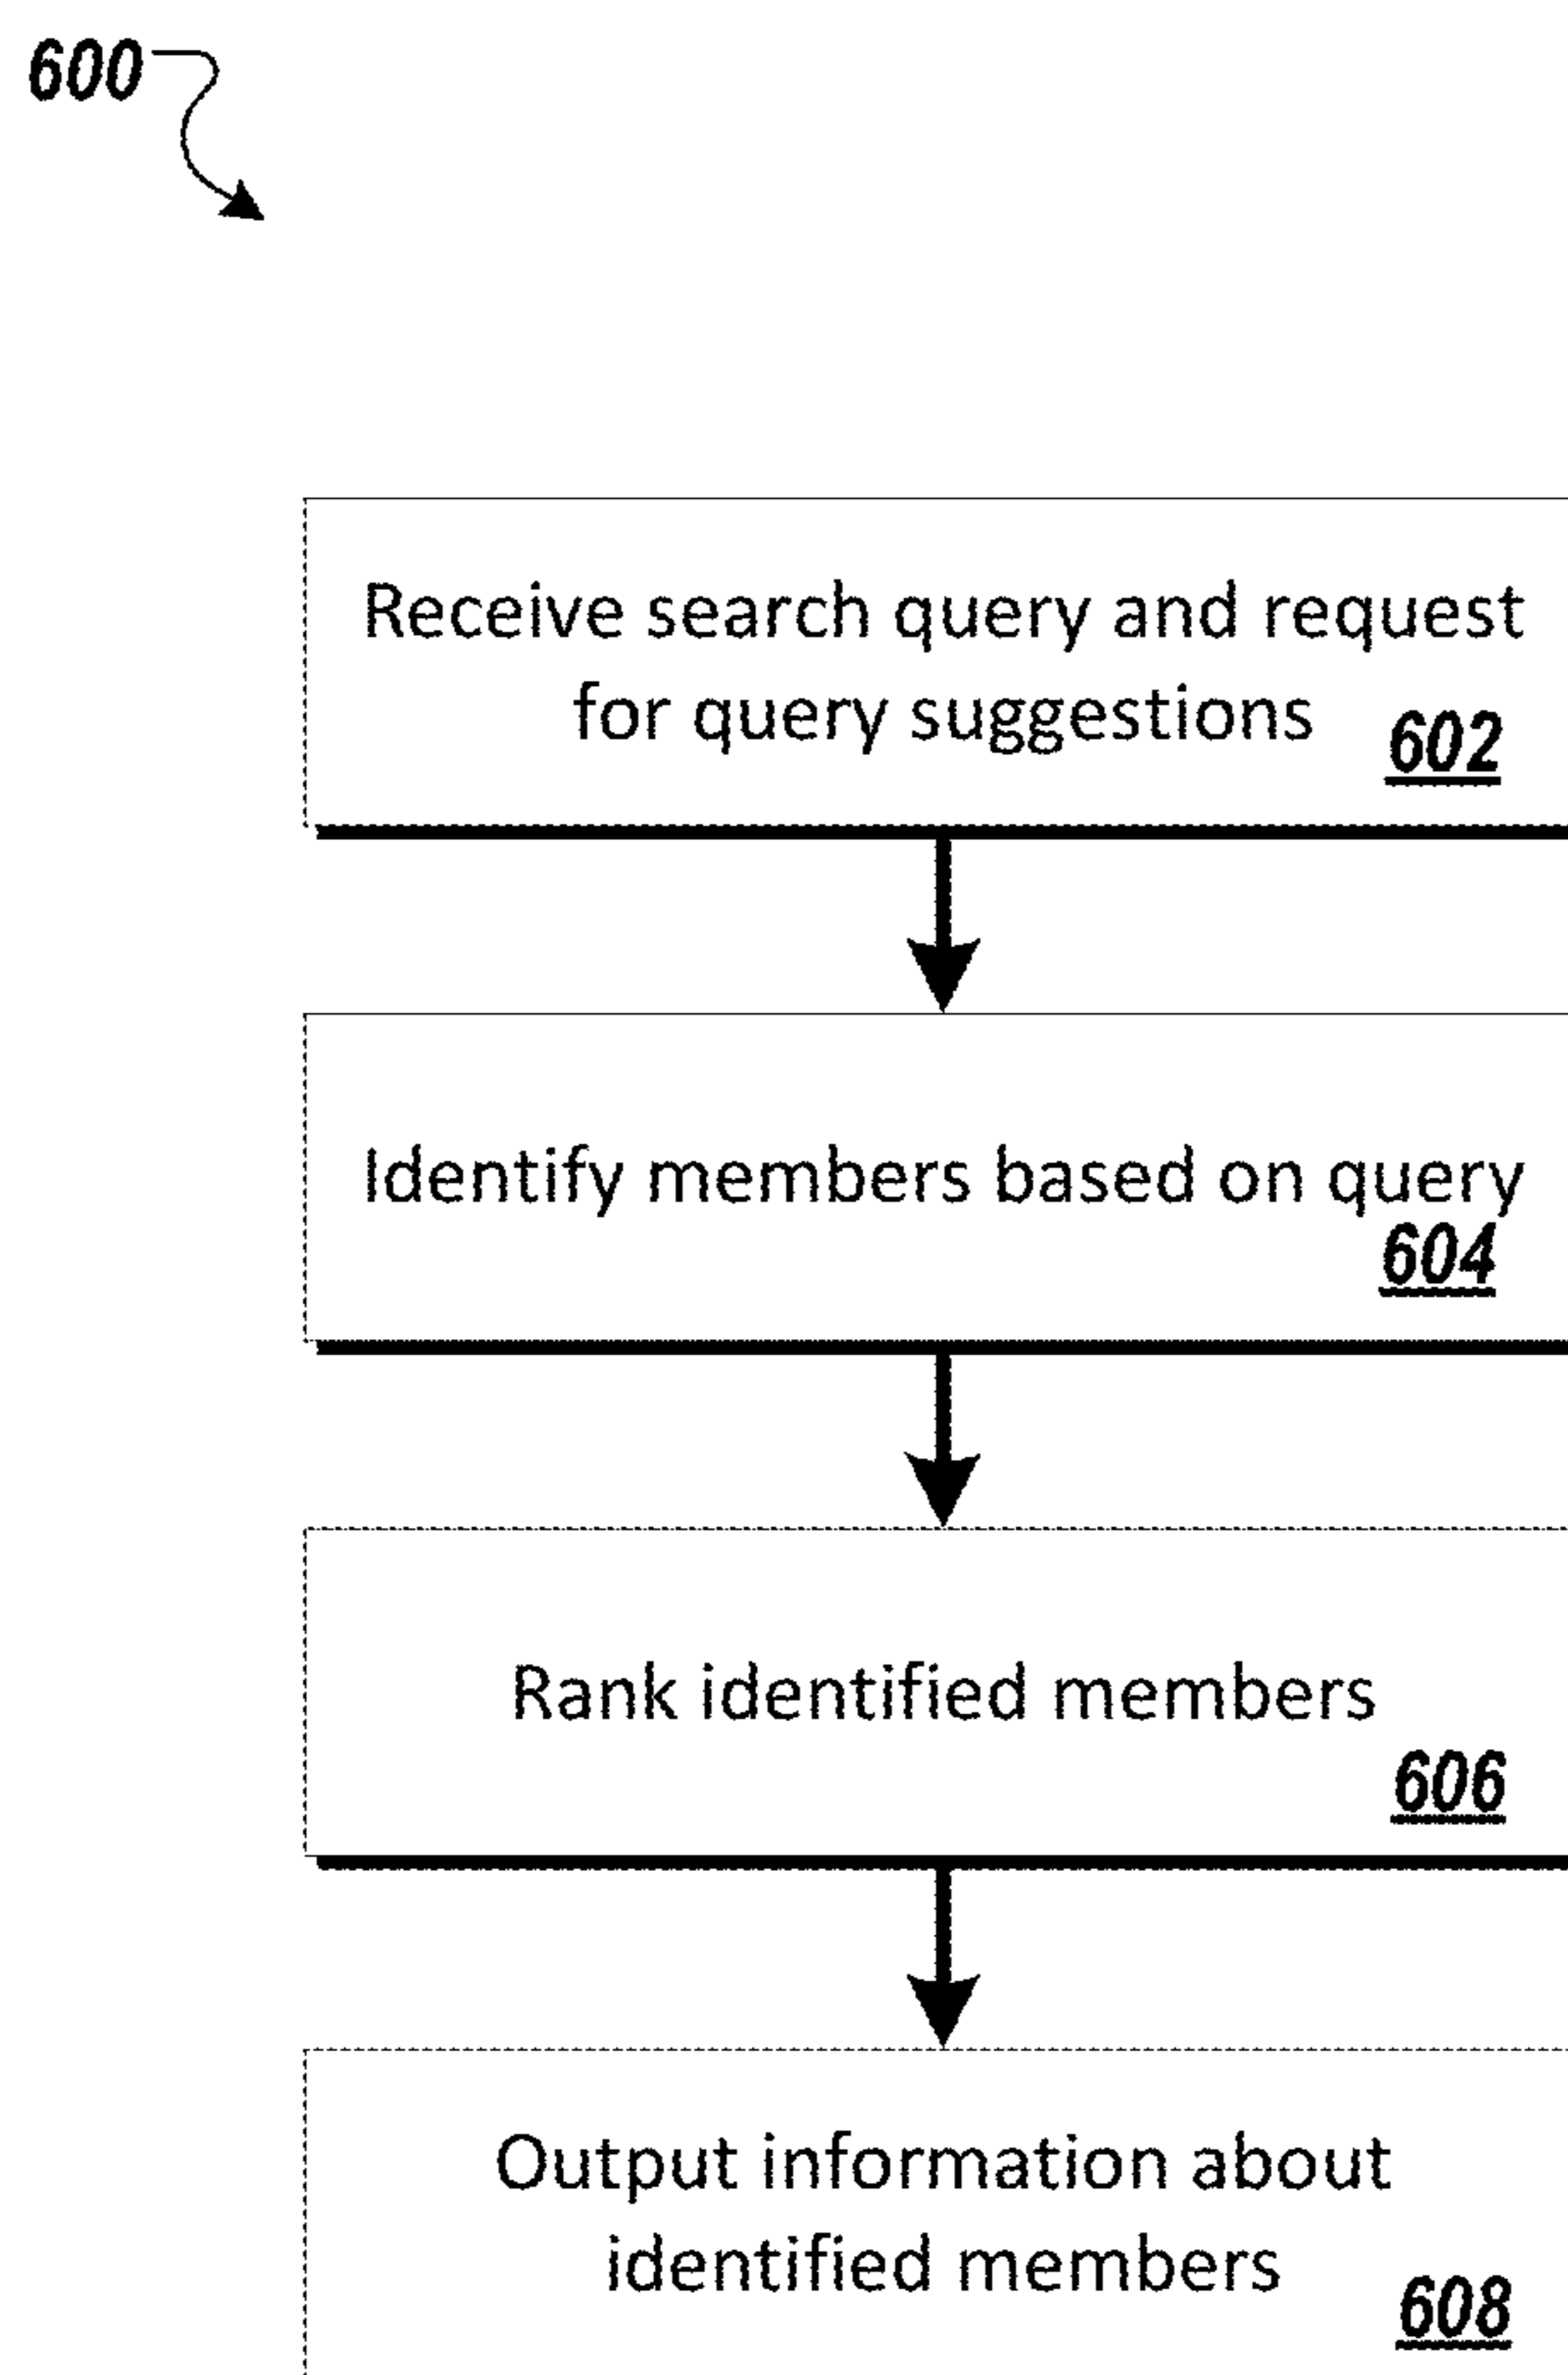 600
Receive search query and request
for query suggestions
602
Identify members based on query
604
Rank identified members
606
Output information about
identified members
608